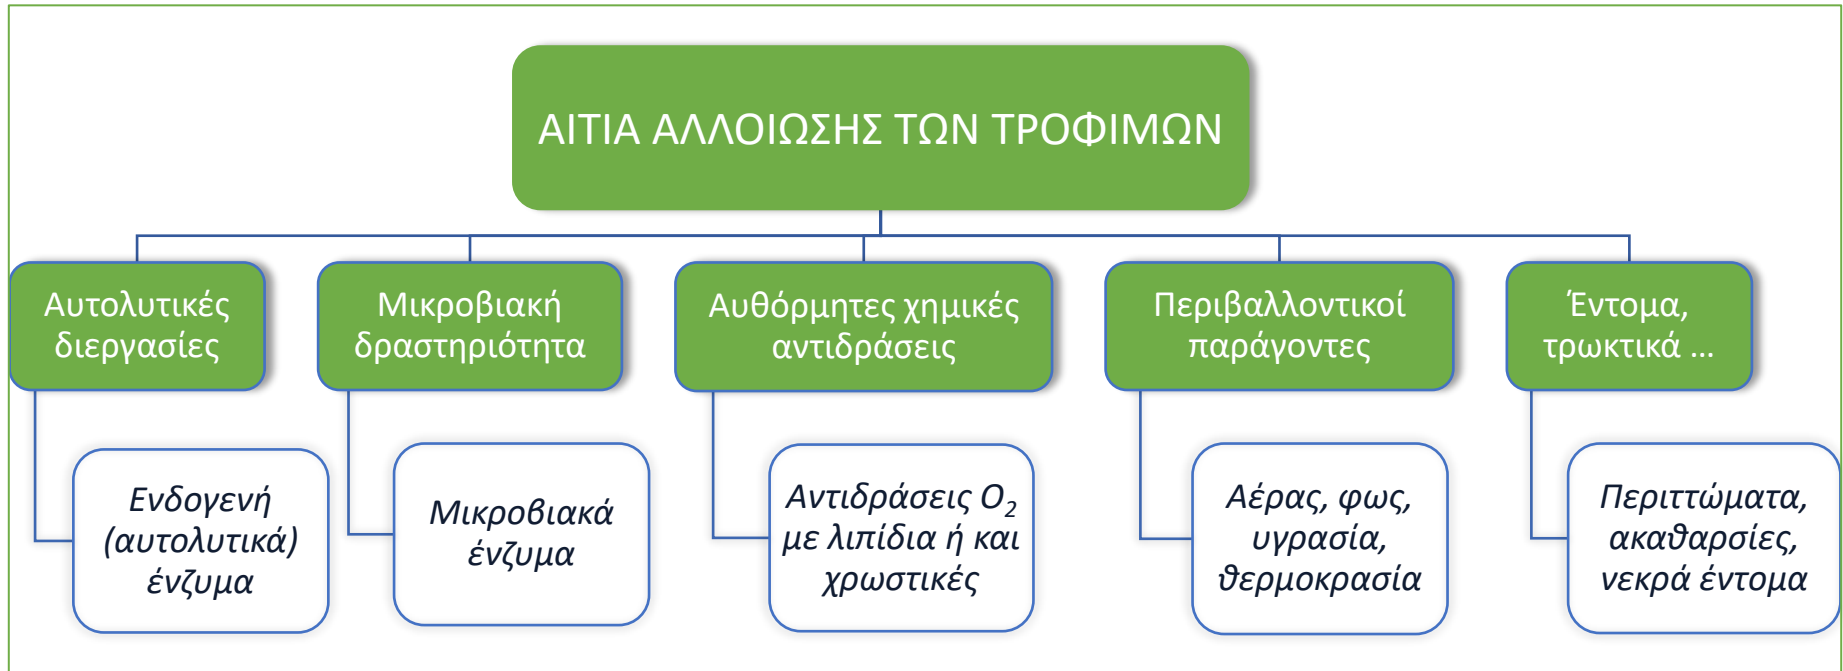 ΑΙΤΙΑ ΑΛΛΟΙΩΣΗΣ ΤΩΝ ΤΡΟΦΙΜΩΝ
Αυτολυτικές
διεργασίες
Μικροβιακή
δραστηριότητα
Αυθόρμητες χημικές
αντιδράσεις
Περιβαλλοντικοί
παράγοντες
Έντομα,
τρωκτικά ...
Ενδογενή
(αυτολυτικά)
ένζυμα
Μικροβιακά
ένζυμα
Αντιδράσεις Ο₂
με λιπίδια ή και
χρωστικές
Αέρας, φως,
υγρασία,
θερμοκρασία
Περιττώματα,
ακαθαρσίες,
νεκρά έντομα